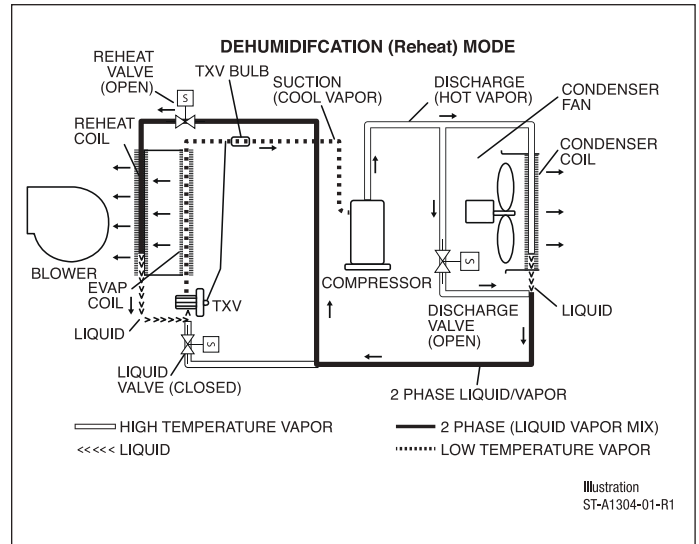 DEHUMIDIFCATION (Reheat) MODE
REHEAT
VALVE
(OPEN)
TXV BULB
SUCTION
(COOL VAPOR)
DISCHARGE
(HOT VAPOR)
CONDENSER
FAN
REHEAT
COIL
CONDENSER
COIL
S
BLOWER
EVAP
COIL
TXV
COMPRESSOR
S
LIQUID
S
LIQUID
VALVE (CLOSED)
DISCHARGE
VALVE
(OPEN)
LIQUID
2 PHASE LIQUID/VAPOR
HIGH TEMPERATURE VAPOR
2 PHASE (LIQUID VAPOR MIX)
<<<<< LIQUID
LOW TEMPERATURE VAPOR
Illustration
ST-A1304-01-R1